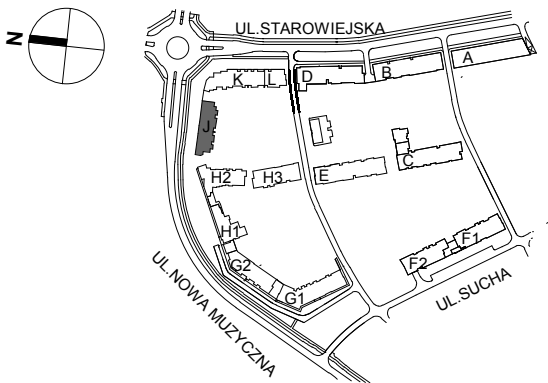 N
UL.STAROWIEJSKA
A
B
D
K
L
J
C
E
H2
H3
H1
G2
G1
F1
F2
UL.SUCHA
UL.NOWA MUZYCZNA